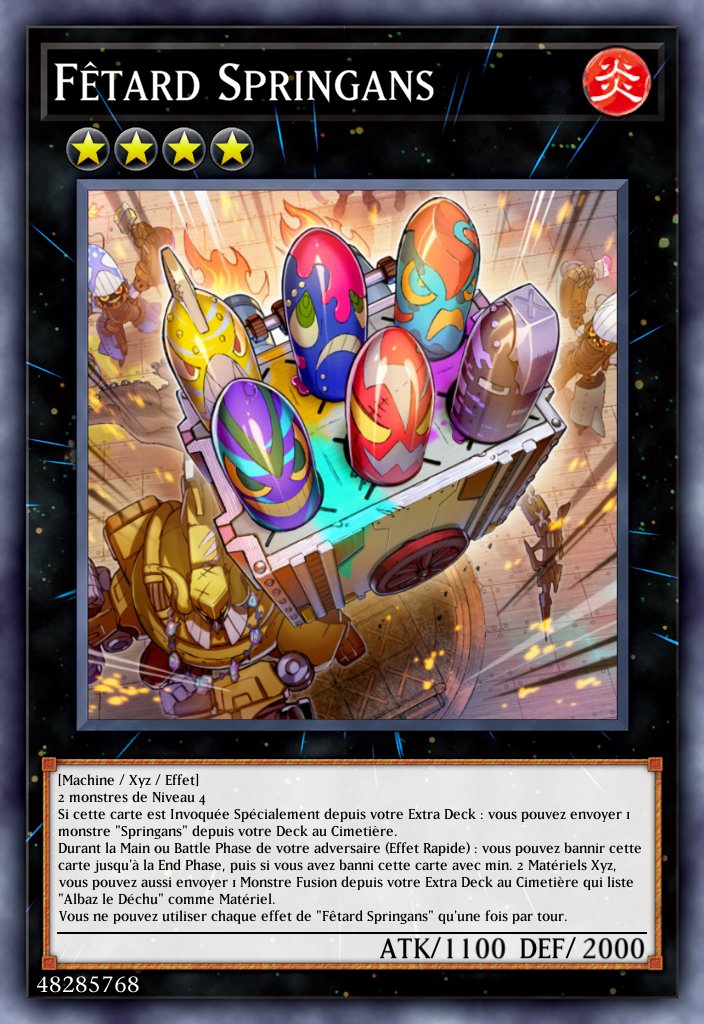 Fêtard Springans
炎
[Machine / Xyz / Effet]
2 monstres de Niveau 4
Si cette carte est Invoquée Spécialement depuis votre Extra Deck : vous pouvez envoyer 1
monstre "Springans" depuis votre Deck au Cimetière.
Durant la Main ou Battle Phase de votre adversaire (Effet Rapide) : vous pouvez bannir cette
carte jusqu'à la End Phase, puis si vous avez banni cette carte avec min. 2 Matériels Xyz,
vous pouvez aussi envoyer 1 Monstre Fusion depuis votre Extra Deck au Cimetière qui liste
"Albaz le Déchu" comme Matériel.
Vous ne pouvez utiliser chaque effet de "Fêtard Springans" qu'une fois par tour.
ATK/1100 DEF/2000
48285768